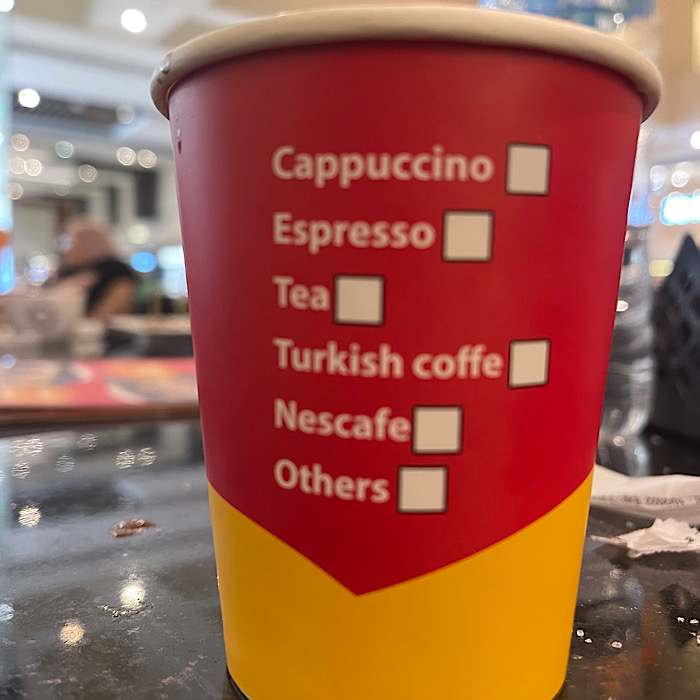 Cappuccino
Espresso
Tea
Turkish coffe
Nescafe
Others